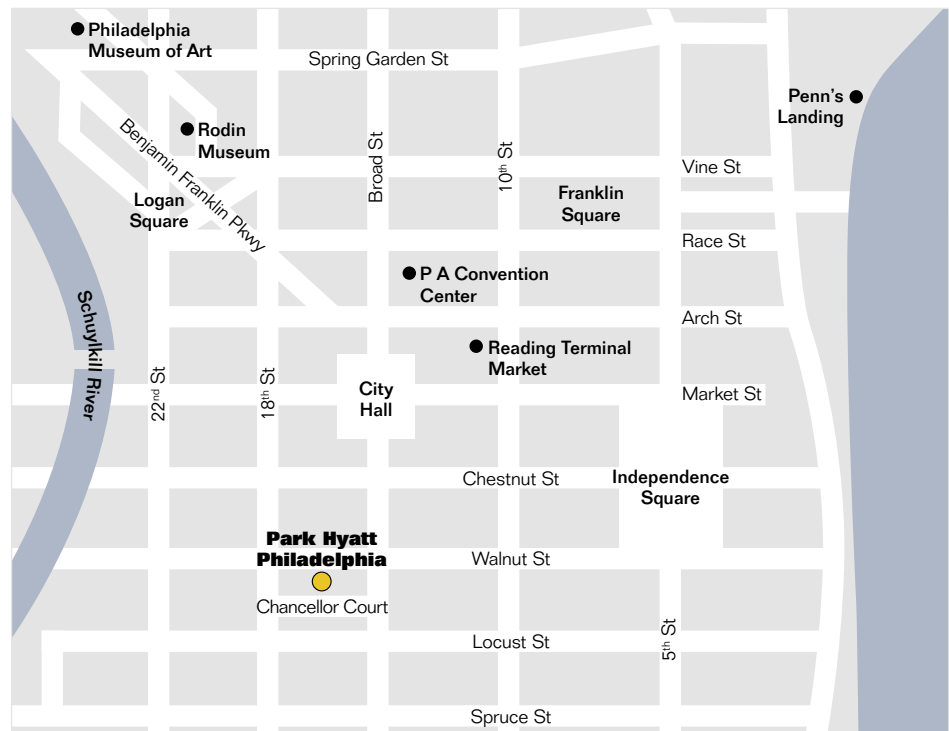 Philadelphia
Museum of Art
Spring Garden St
Penn's
Landing
Rodin
Museum
Benjamin Franklin Pkwy
Broad St
10th St
Vine St
Logan
Square
Franklin
Square
Race St
P A Convention
Center
Schuylkill River
Arch St
Reading Terminal
Market
22nd St
18th St
City
Hall
Market St
Chestnut St
Independence
Square
Park Hyatt
Philadelphia
Walnut St
Chancellor Court
Locust St
5th St
Spruce St